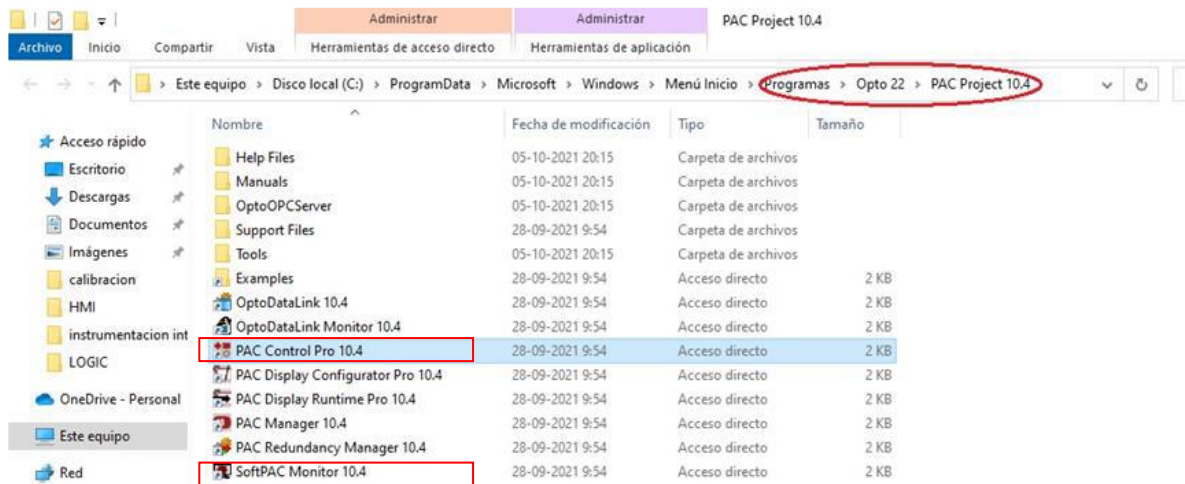 Administrar Administrar PAC Project 10.4
Archivo Inicio Compartir Vista Herramientas de acceso directo Herramientas de aplicación
Este equipo > Disco local (C:) > ProgramData > Microsoft > Windows > Menú Inicio > Programas > Opto 22 > PAC Project 10.4
Nombre Fecha de modificación Tipo Tamaño
Acceso rápido
Escritorio
Descargas
Documentos
Imágenes
calibracion
HMI
instrumentacion int
LOGIC
OneDrive - Personal
Este equipo
Red
Help Files 05-10-2021 20:15 Carpeta de archivos
Manuals 05-10-2021 20:15 Carpeta de archivos
OptoOPCServer 05-10-2021 20:15 Carpeta de archivos
Support Files 28-09-2021 9:54 Carpeta de archivos
Tools 05-10-2021 20:15 Carpeta de archivos
Examples 28-09-2021 9:54 Acceso directo 2 KB
OptoDataLink 10.4 28-09-2021 9:54 Acceso directo 2 KB
OptoDataLink Monitor 10.4 28-09-2021 9:54 Acceso directo 2 KB
PAC Control Pro 10.4 28-09-2021 9:54 Acceso directo 2 KB
PAC Display Configurator Pro 10.4 28-09-2021 9:54 Acceso directo 2 KB
PAC Display Runtime Pro 10.4 28-09-2021 9:54 Acceso directo 2 KB
PAC Manager 10.4 28-09-2021 9:54 Acceso directo 2 KB
PAC Redundancy Manager 10.4 28-09-2021 9:54 Acceso directo 2 KB
SoftPAC Monitor 10.4 28-09-2021 9:54 Acceso directo 2 KB